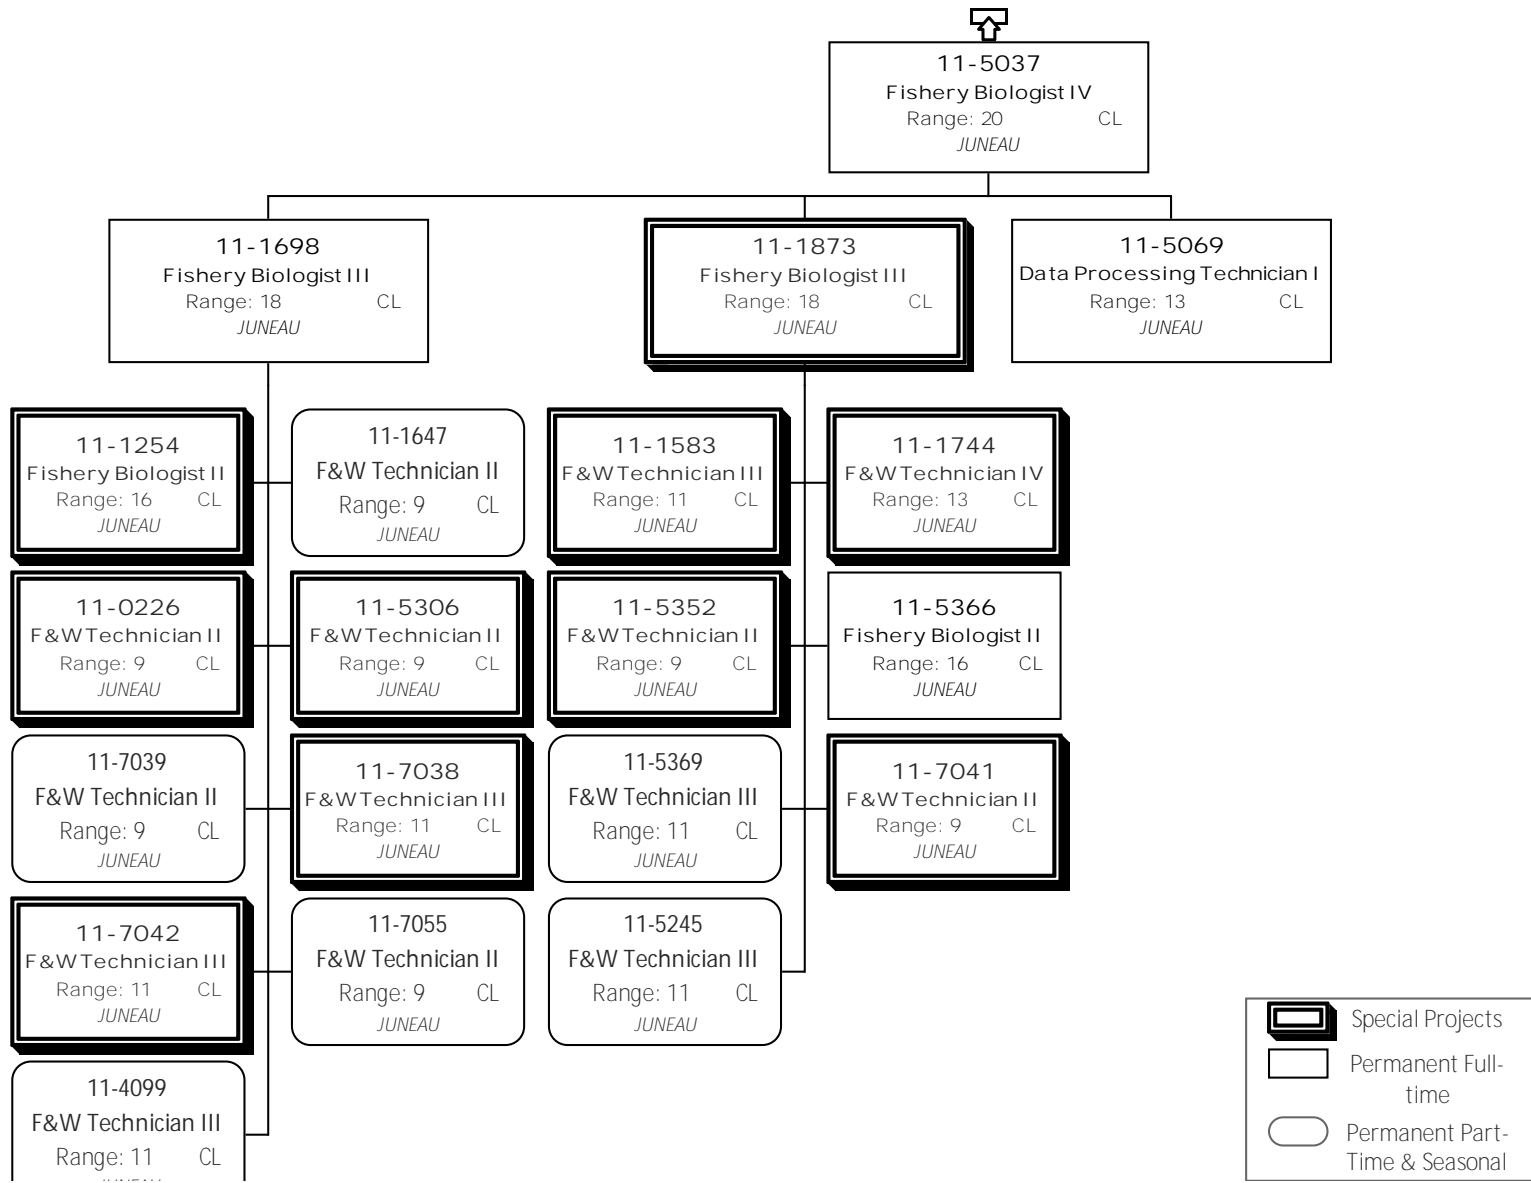 11-5037
Fishery Biologist IV
Range: 20 CL
JUNEAU
11-1698
Fishery Biologist III
Range: 18 CL
JUNEAU
11-1873
Fishery Biologist III
Range: 18 CL
JUNEAU
11-5069
Data Processing Technician I
Range: 13 CL
JUNEAU
11-1254
Fishery Biologist II
Range: 16 CL
JUNEAU
11-1647
F&W Technician II
Range: 9 CL
JUNEAU
11-1583
F&W Technician III
Range: 11 CL
JUNEAU
11-1744
F&W Technician IV
Range: 13 CL
JUNEAU
11-0226
F&W Technician II
Range: 9 CL
JUNEAU
11-5306
F&W Technician II
Range: 9 CL
JUNEAU
11-5352
F&W Technician II
Range: 9 CL
JUNEAU
11-5366
Fishery Biologist II
Range: 16 CL
JUNEAU
11-7039
F&W Technician II
Range: 9 CL
JUNEAU
11-7038
F&W Technician III
Range: 11 CL
JUNEAU
11-5369
F&W Technician III
Range: 11 CL
JUNEAU
11-7041
F&W Technician II
Range: 9 CL
JUNEAU
11-7042
F&W Technician III
Range: 11 CL
JUNEAU
11-7055
F&W Technician II
Range: 9 CL
JUNEAU
11-5245
F&W Technician III
Range: 11 CL
JUNEAU
11-4099
F&W Technician III
Range: 11 CL
Special Projects
Permanent Full-
time
Permanent Part-
Time & Seasonal